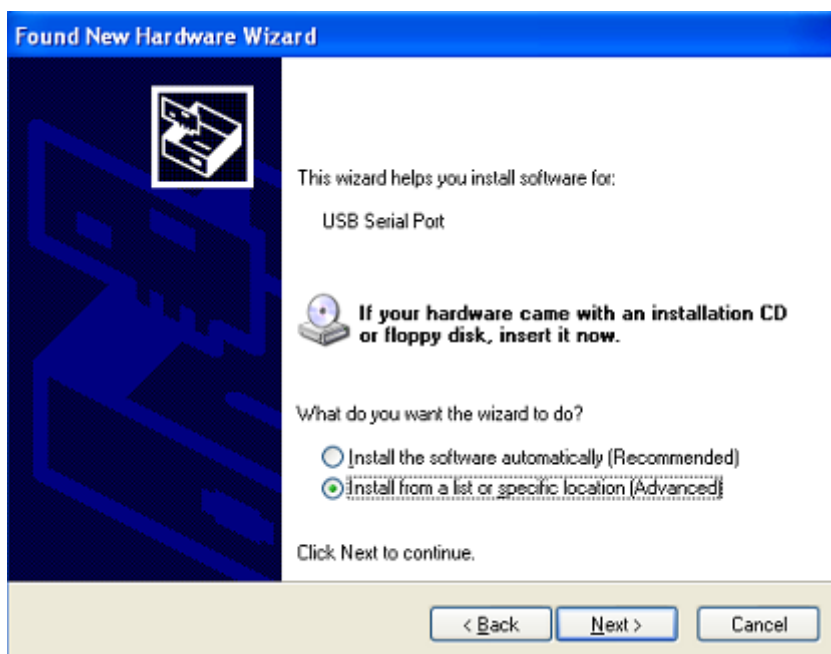 Found New Hardware Wizard
This wizard helps you install software for:
USB Serial Port
If your hardware came with an installation CD
or floppy disk, insert it now.
What do you want the wizard to do?
Install the software automatically (Recommended)
Install from a list or specific location (Advanced)
Click Next to continue.
< Back
Next >
Cancel